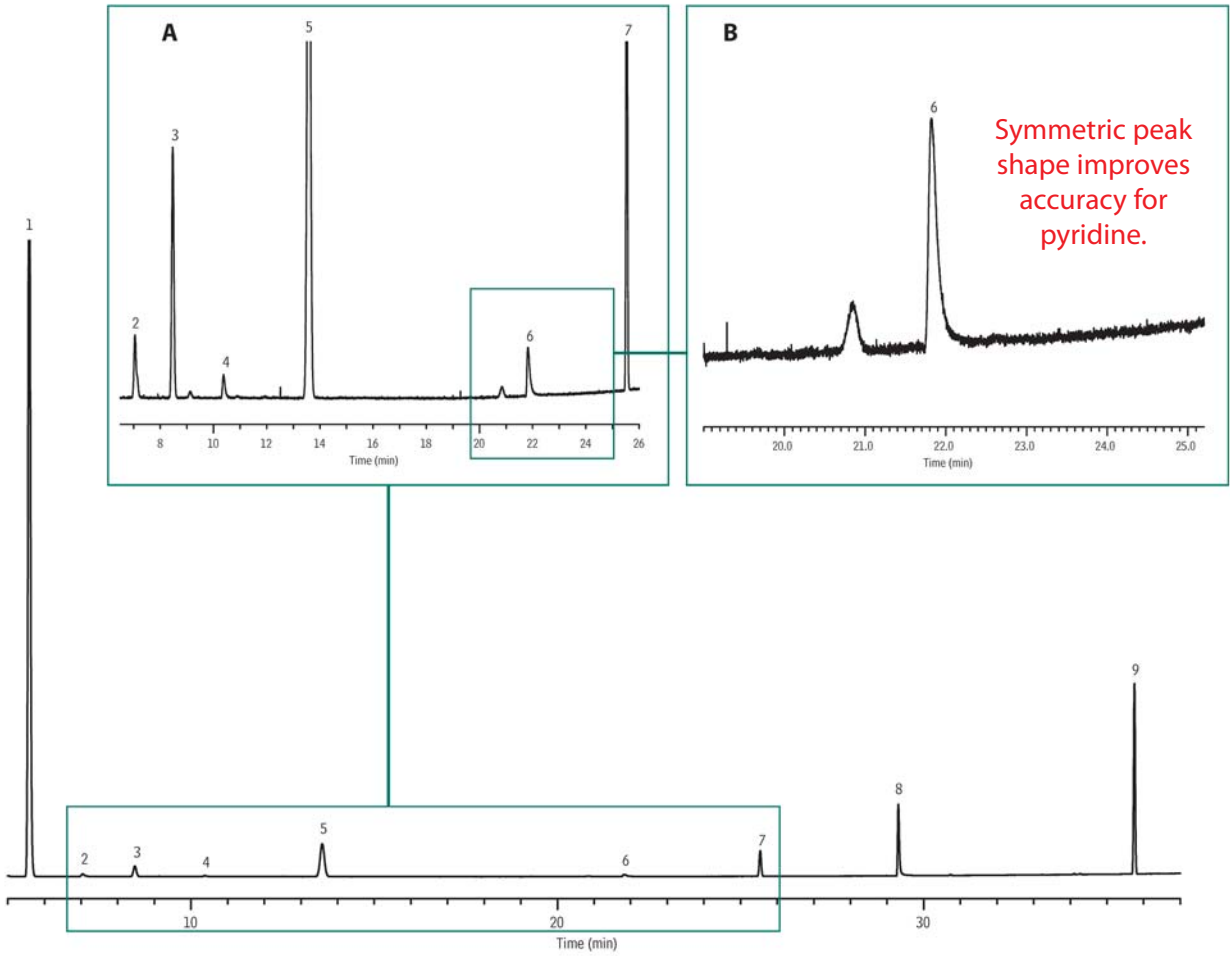 A
5
7
3
2
4
6
8 10 12 14 16 18 20 22 24 26
Time (min)
B
6
Symmetric peak
shape improves
accuracy for
pyridine.
20.0 21.0 22.0 23.0 24.0 25.0
Time (min)
1
2
3
4
5
6
7
8
9
10 20 30
Time (min)